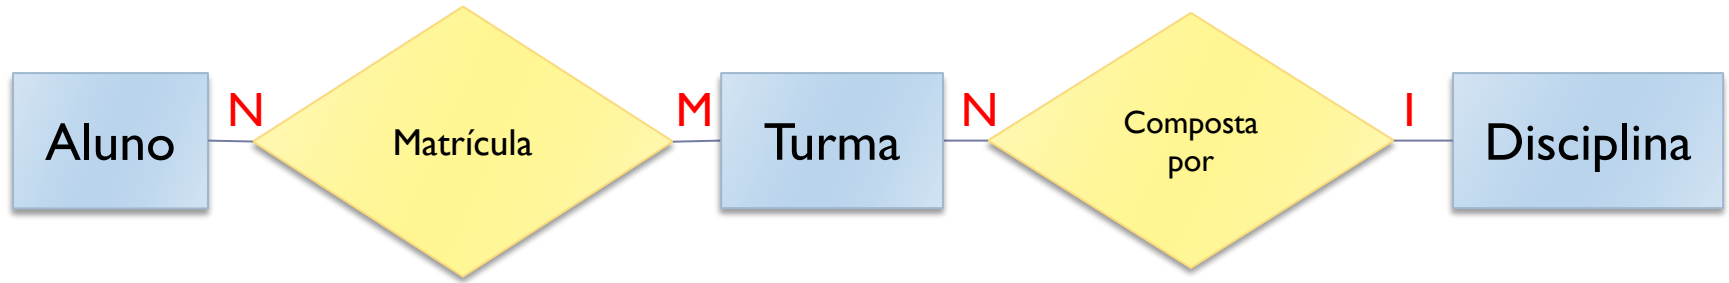 Aluno
N
Matrícula
M
Turma
N
Composta
por
1
Disciplina